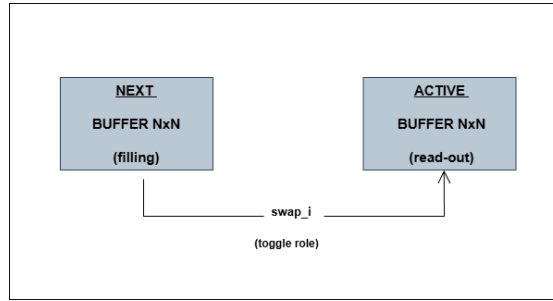 NEXT
BUFFER NxN
(filling)
ACTIVE
BUFFER NxN
(read-out)
swap_i
(toggle role)